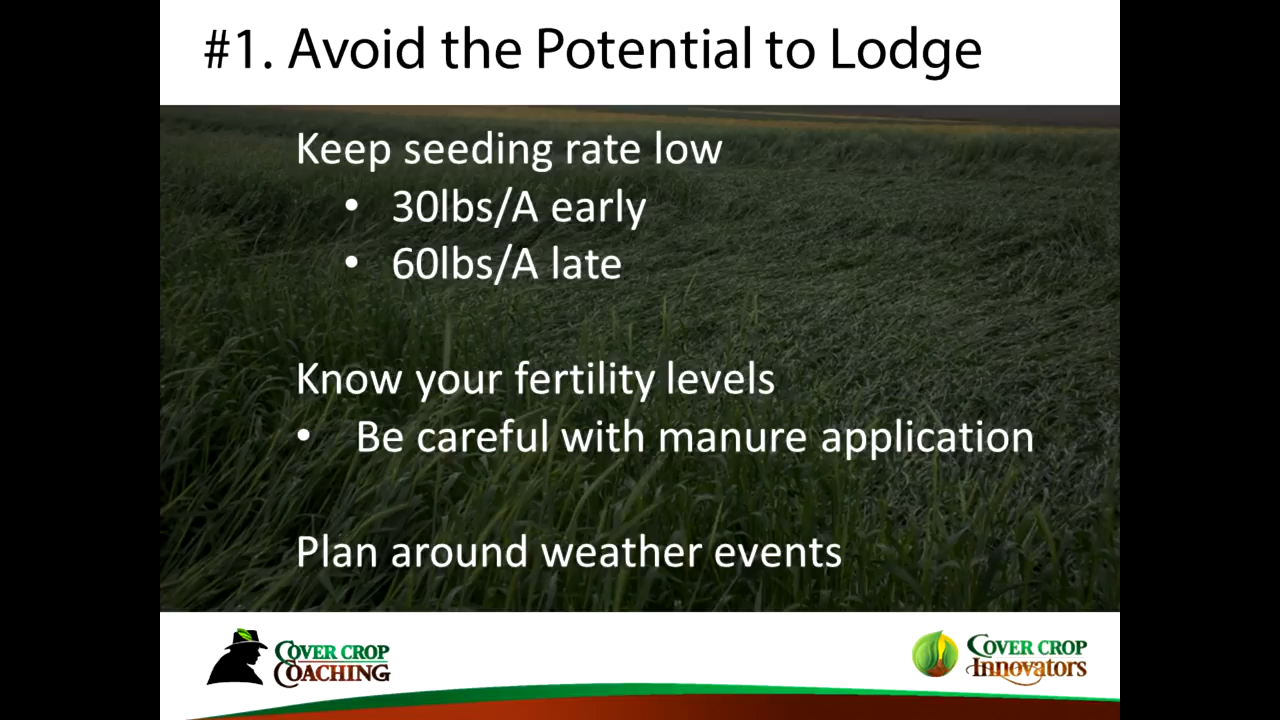 #1. Avoid the Potential to Lodge
Keep seeding rate low
• 30lbs/A early
• 60lbs/A late
Know your fertility levels
• Be careful with manure application
Plan around weather events
COVER CROP
COACHING
COVER CROP
Innovators